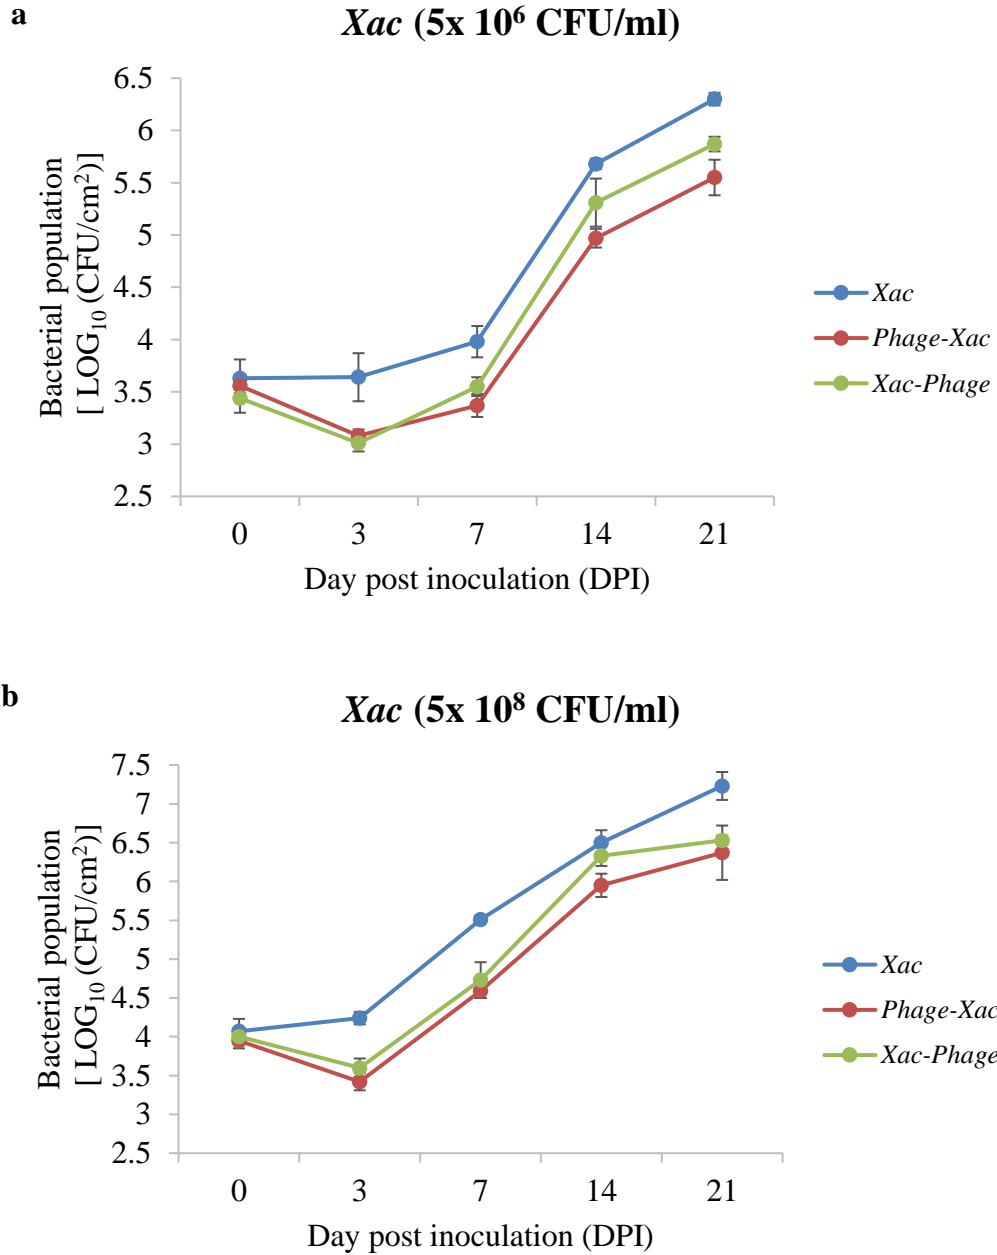 a
Xac (5x 10⁶ CFU/ml)
6.5
6
5.5
5
4.5
4
3.5
3
2.5
Bacterial population
[ LOG₁₀ (CFU/cm²)]
0 3 7 14 21
Day post inoculation (DPI)
Xac
Phage-Xac
Xac-Phage
b
Xac (5x 10⁸ CFU/ml)
7.5
7
6.5
6
5.5
5
4.5
4
3.5
3
2.5
Bacterial population
[ LOG₁₀ (CFU/cm²)]
0 3 7 14 21
Day post inoculation (DPI)
Xac
Phage-Xac
Xac-Phage